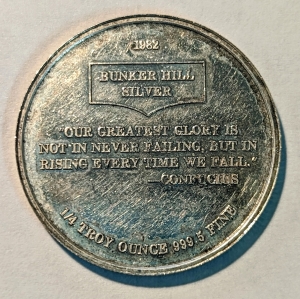 1982
BUNKER HILL
SILVER
"OUR GREATEST GLORY IS
NOT IN NEVER FAILING, BUT IN
RISING EVERY TIME WE FALL."
—CONFUCIUS
1/4 TROY OUNCE 999.5 FINE